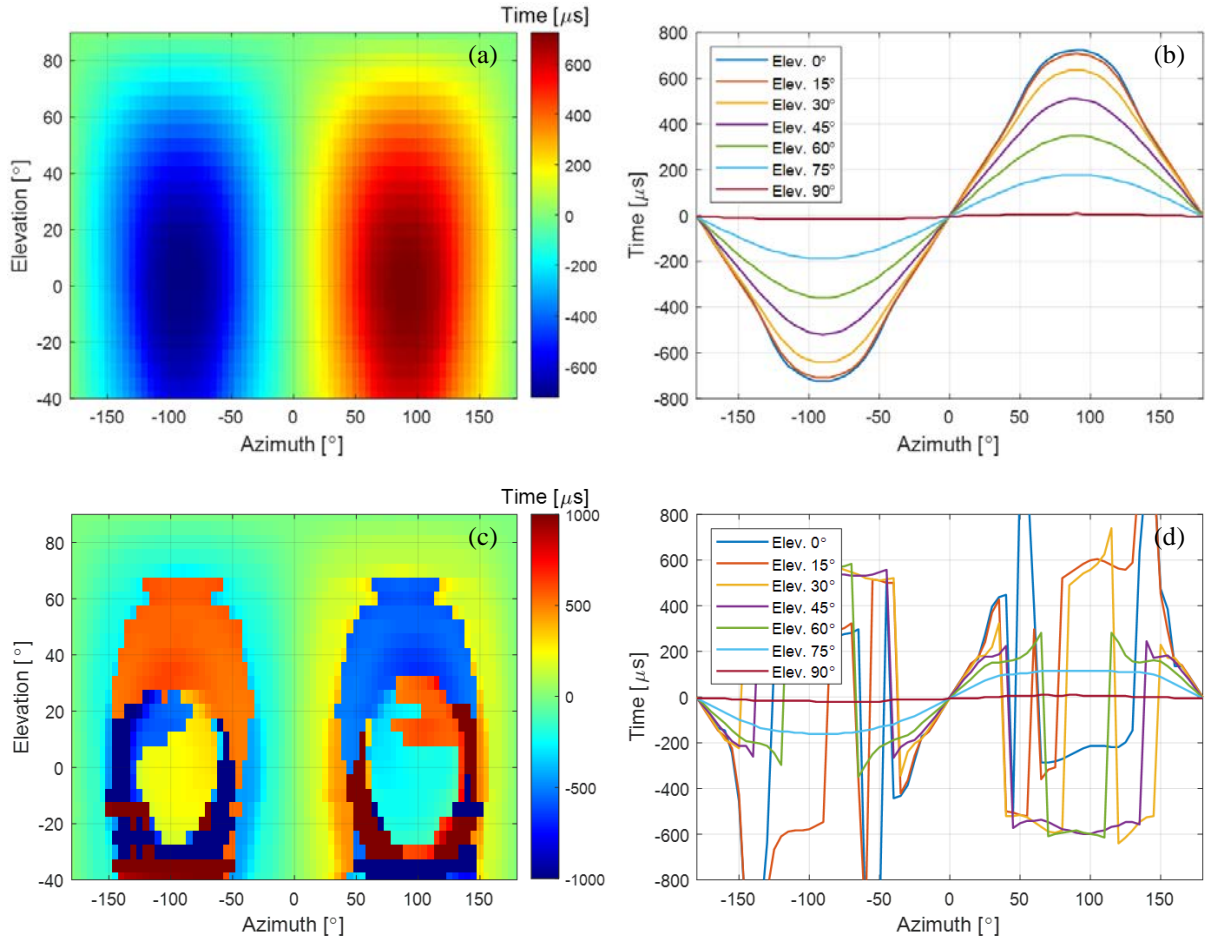 Time [μs]
(a)
80
60
40
20
0
-20
-40
-150 -100 -50 0 50 100 150
Elevation [°]
Azimuth [°]
600
400
200
0
-200
-400
-600
(b)
800
600
400
200
0
-200
-400
-600
-800
-150 -100 -50 0 50 100 150
Time [μs]
Azimuth [°]
Elev. 0°
Elev. 15°
Elev. 30°
Elev. 45°
Elev. 60°
Elev. 75°
Elev. 90°
Time [μs]
(c)
80
60
40
20
0
-20
-40
-150 -100 -50 0 50 100 150
Elevation [°]
Azimuth [°]
1000
500
0
-500
-1000
(d)
800
600
400
200
0
-200
-400
-600
-800
-150 -100 -50 0 50 100 150
Time [μs]
Azimuth [°]
Elev. 0°
Elev. 15°
Elev. 30°
Elev. 45°
Elev. 60°
Elev. 75°
Elev. 90°